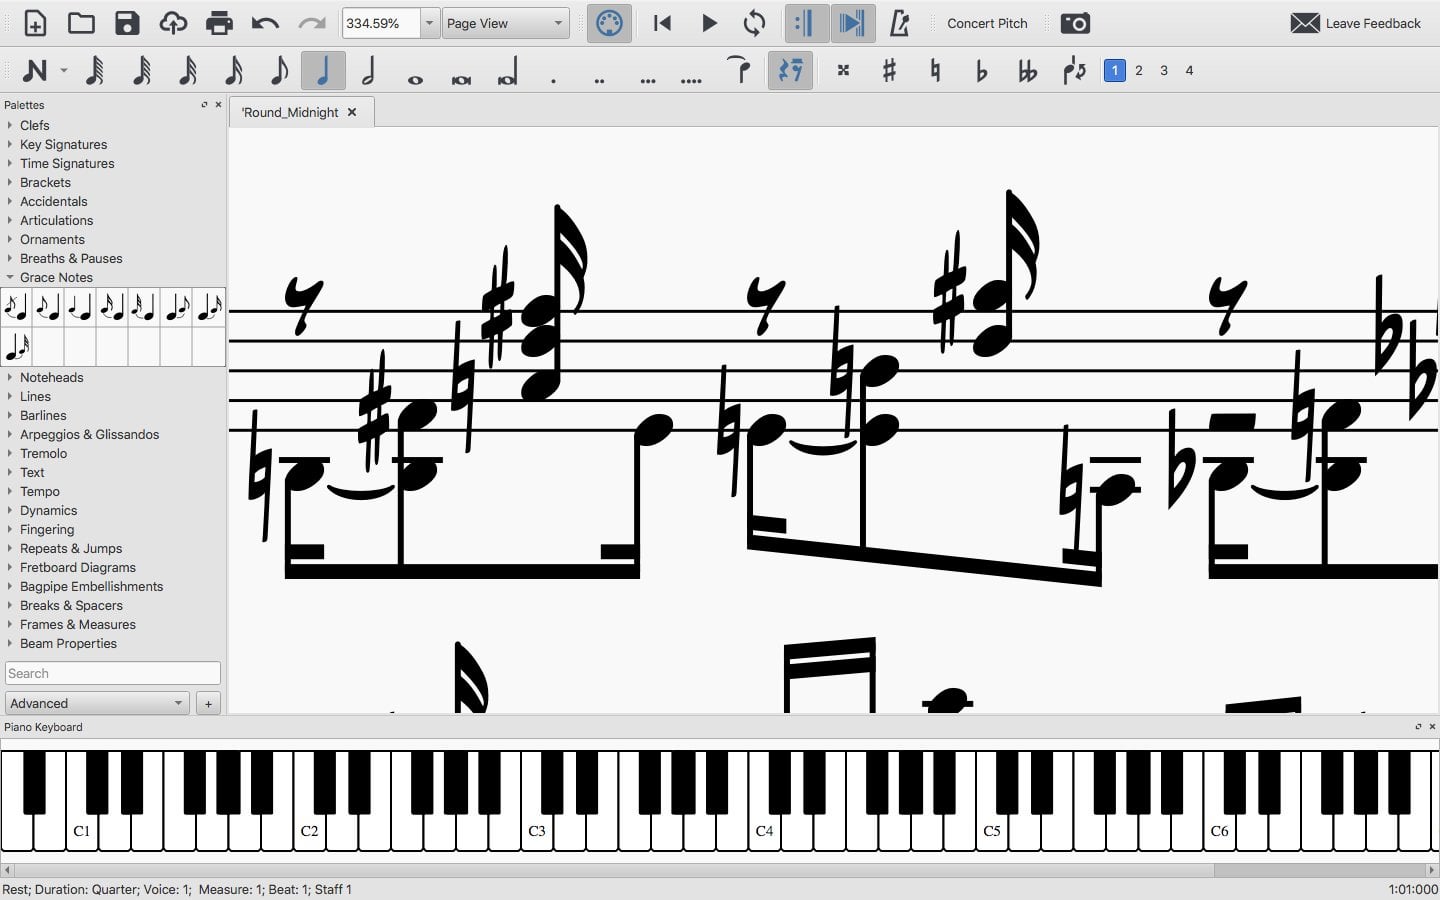 334.59%
Page View
Concert Pitch
Leave Feedback
1 2 3 4
Palettes
'Round_Midnight
Clefs
Key Signatures
Time Signatures
Brackets
Accidentals
Articulations
Ornaments
Breaths & Pauses
Grace Notes
Noteheads
Lines
Barlines
Arpeggios & Glissandos
Tremolo
Text
Tempo
Dynamics
Fingering
Repeats & Jumps
Fretboard Diagrams
Bagpipe Embellishments
Breaks & Spacers
Frames & Measures
Beam Properties
Search
Advanced
+
Piano Keyboard
C1 C2 C3 C4 C5 C6
Rest; Duration: Quarter; Voice: 1;  Measure: 1; Beat: 1; Staff 1
1:01:000